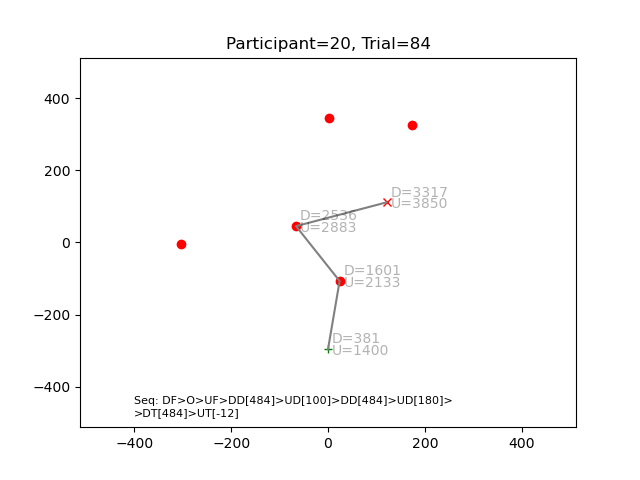 Participant=20, Trial=84
400
200
0
−200
−400
D=3317
U=3850
D=2536
U=2883
D=1601
U=2133
D=381
U=1400
Seq: DF>O>UF>DD[484]>UD[100]>DD[484]>UD[180]>
>DT[484]>UT[-12]
−400 −200 0 200 400